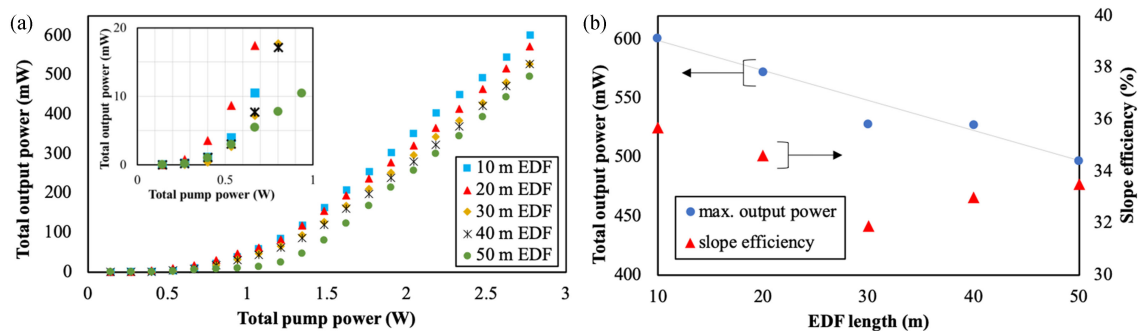 (a)
Total output power (mW)
600
500
400
300
200
100
0
0
0.5
1
1.5
2
2.5
3
Total pump power (W)
Total output power (mW)
20
10
0
0
0.5
1
Total pump power (W)
10 m EDF
20 m EDF
30 m EDF
40 m EDF
50 m EDF
(b)
Total output power (mW)
600
550
500
450
400
10
20
30
40
50
EDF length (m)
40
38
36
34
32
30
Slope efficiency (%)
max. output power
slope efficiency